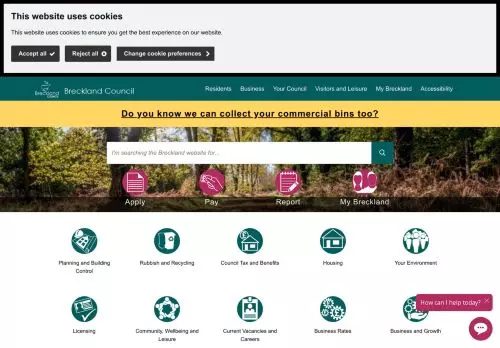 This website uses cookies
This website uses cookies to ensure you get the best experience on our website.
Accept all
Reject all
Change cookie preferences
Breckland
Breckland Council
Residents
Business
Your Council
Visitors and Leisure
My Breckland
Accessibility
Do you know we can collect your commercial bins too?
I'm searching the Breckland website for...
Apply
Pay
Report
My Breckland
Planning and Building
Control
Rubbish and Recycling
Council Tax and Benefits
Housing
Your Environment
How can I help today?
Licensing
Community, Wellbeing and
Leisure
Current Vacancies and
Careers
Business Rates
Business and Growth